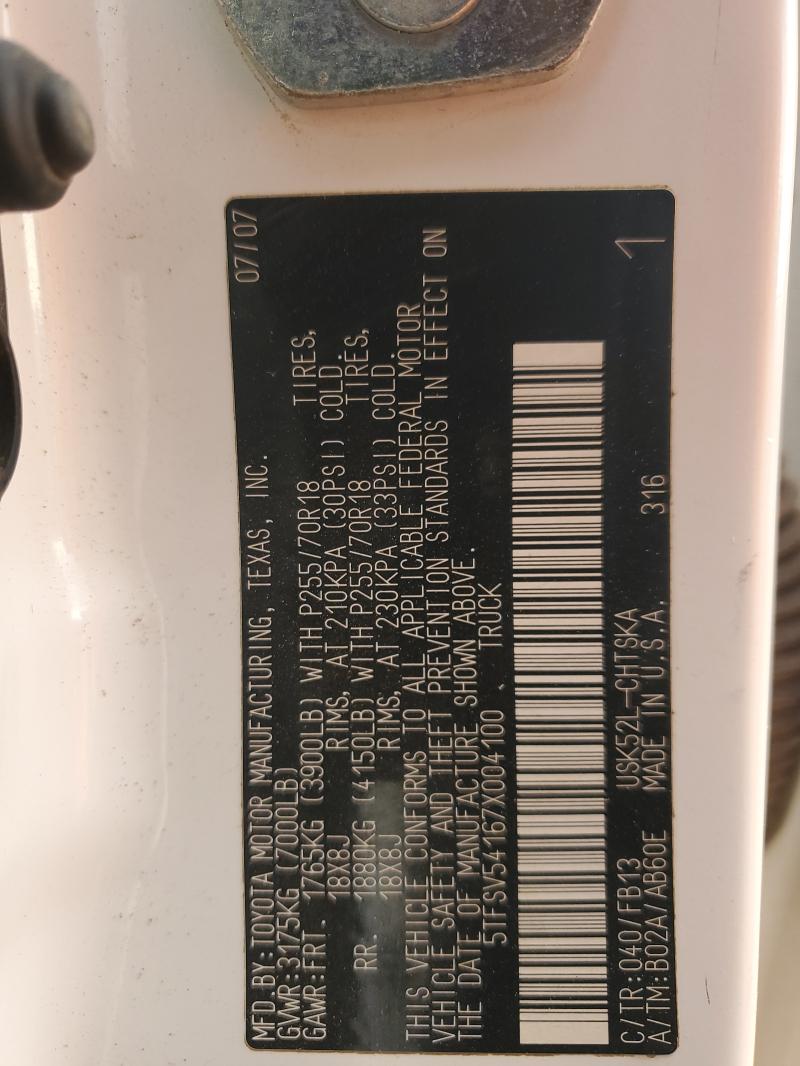 MFD.BY:TOYOTA MOTOR MANUFACTURING, TEXAS, INC. 07/07
GVWR:3175KG (7000LB)
GAWR:FRT. 1765KG (3900LB) WITH P255/70R18 TIRES,
18X8J RIMS, AT 210KPA (30PSI) COLD.
RR. 1880KG (4150LB) WITH P255/70R18 TIRES,
18X8J RIMS, AT 230KPA (33PSI) COLD.
THIS VEHICLE CONFORMS TO ALL APPLICABLE FEDERAL MOTOR
VEHICLE SAFETY AND THEFT PREVENTION STANDARDS IN EFFECT ON
THE DATE OF MANUFACTURE SHOWN ABOVE.
5TFSV54167X004100 . TRUCK
C/TR:040/FB13 USK52L-CHTSKA 1
A/TM:B02A/AB60E MADE IN U.S.A. 316